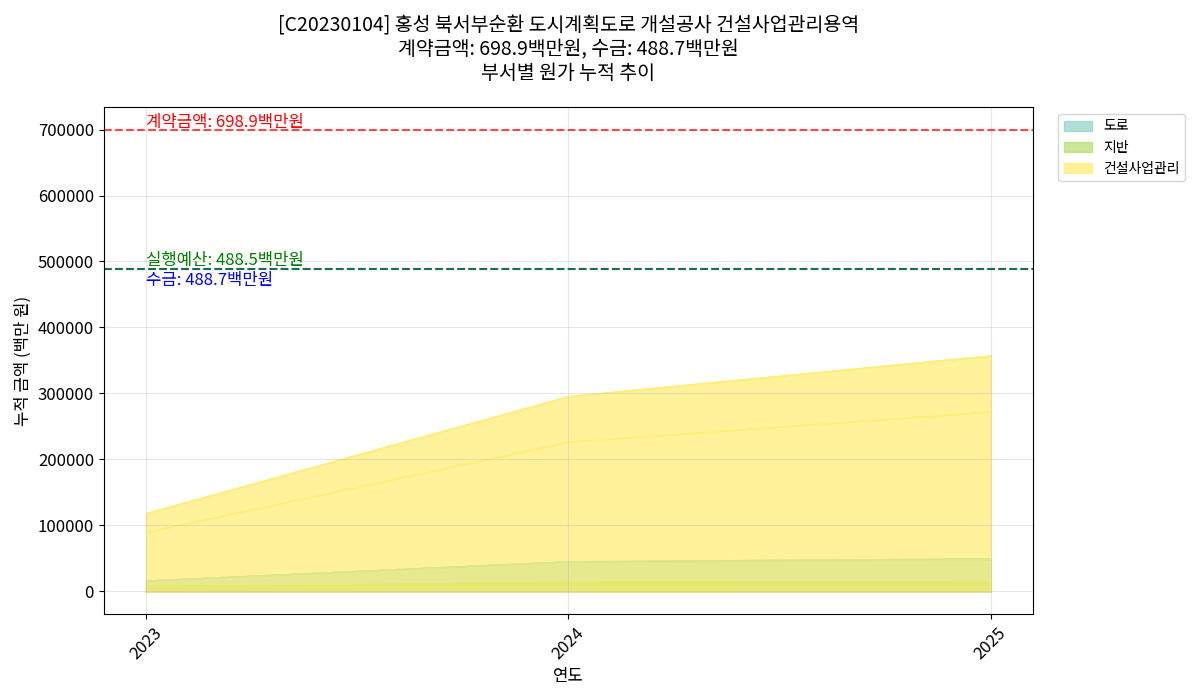 [C20230104] 홍성 북서부순환 도시계획도로 개설공사 건설사업관리용역
계약금액: 698.9백만원, 수금: 488.7백만원
부서별 원가 누적 추이
계약금액: 698.9백만원
실행예산: 488.5백만원
수금: 488.7백만원
도로
지반
건설사업관리
누적 금액 (백만 원)
700000
600000
500000
400000
300000
200000
100000
0
2023
2024
2025
연도